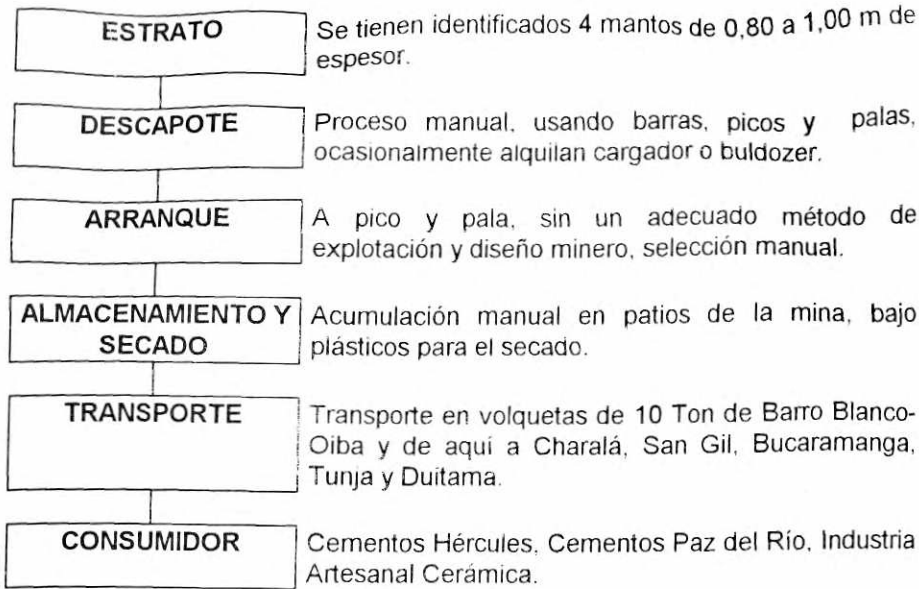 ESTRATO
Se tienen identificados 4 mantos de 0,80 a 1,00 m de
espesor.
DESCAPOTE
Proceso manual, usando barras, picos y palas,
ocasionalmente alquilan cargador o buldozer.
ARRANQUE
A pico y pala, sin un adecuado método de
explotación y diseño minero, selección manual.
ALMACENAMIENTO Y
SECADO
Acumulación manual en patios de la mina, bajo
plásticos para el secado.
TRANSPORTE
Transporte en volquetas de 10 Ton de Barro Blanco-
Oiba y de aquí a Charalá, San Gil, Bucaramanga,
Tunja y Duitama.
CONSUMIDOR
Cementos Hércules, Cementos Paz del Río, Industria
Artesanal Cerámica.